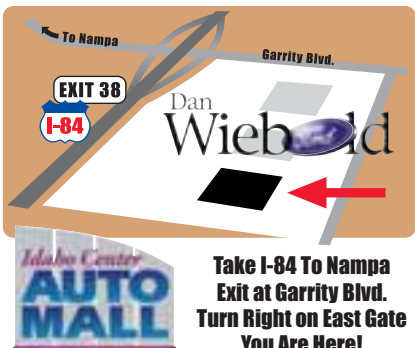 To Nampa
Garrity Blvd.
EXIT 38
I-84
Dan
Wiebold
Idaho Center
AUTO
MALL
Take I-84 To Nampa
Exit at Garrity Blvd.
Turn Right on East Gate
You Are Here!